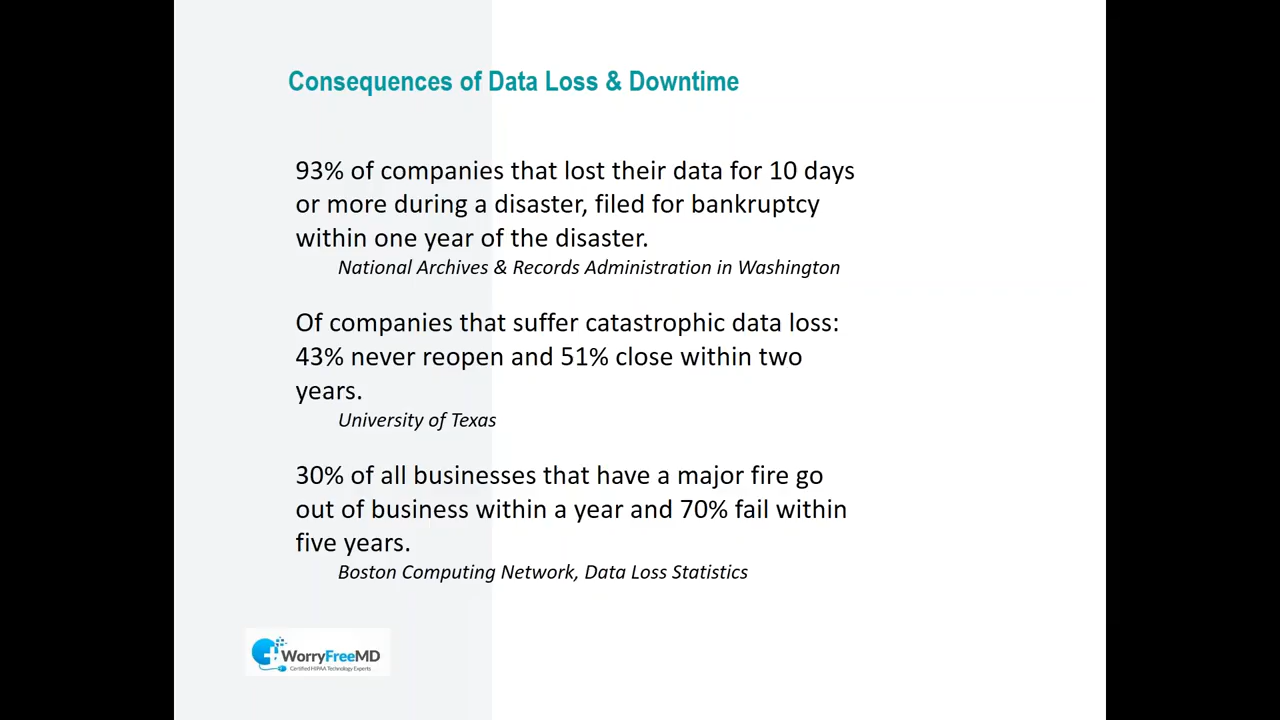 Consequences of Data Loss & Downtime
93% of companies that lost their data for 10 days
or more during a disaster, filed for bankruptcy
within one year of the disaster.
National Archives & Records Administration in Washington
Of companies that suffer catastrophic data loss:
43% never reopen and 51% close within two
years.
University of Texas
30% of all businesses that have a major fire go
out of business within a year and 70% fail within
five years.
Boston Computing Network, Data Loss Statistics
WorryFreeMD
Certified HIPAA Technology Experts